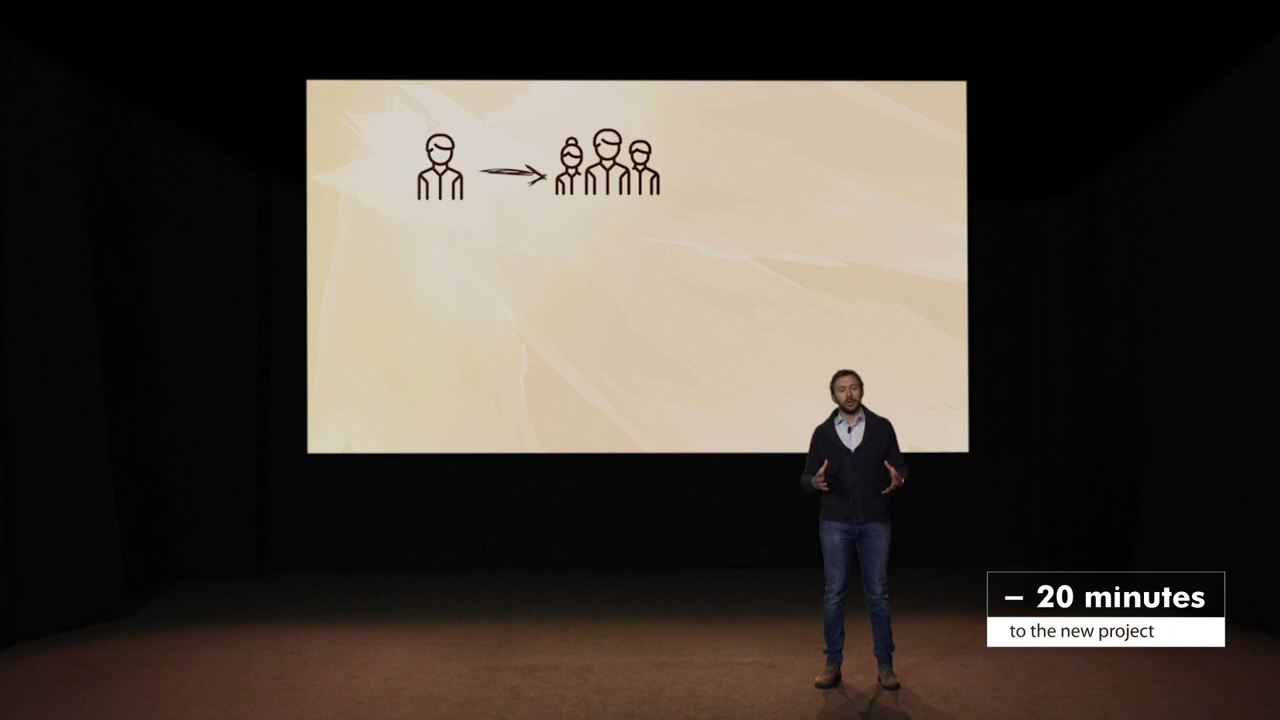 – 20 minutes
to the new project